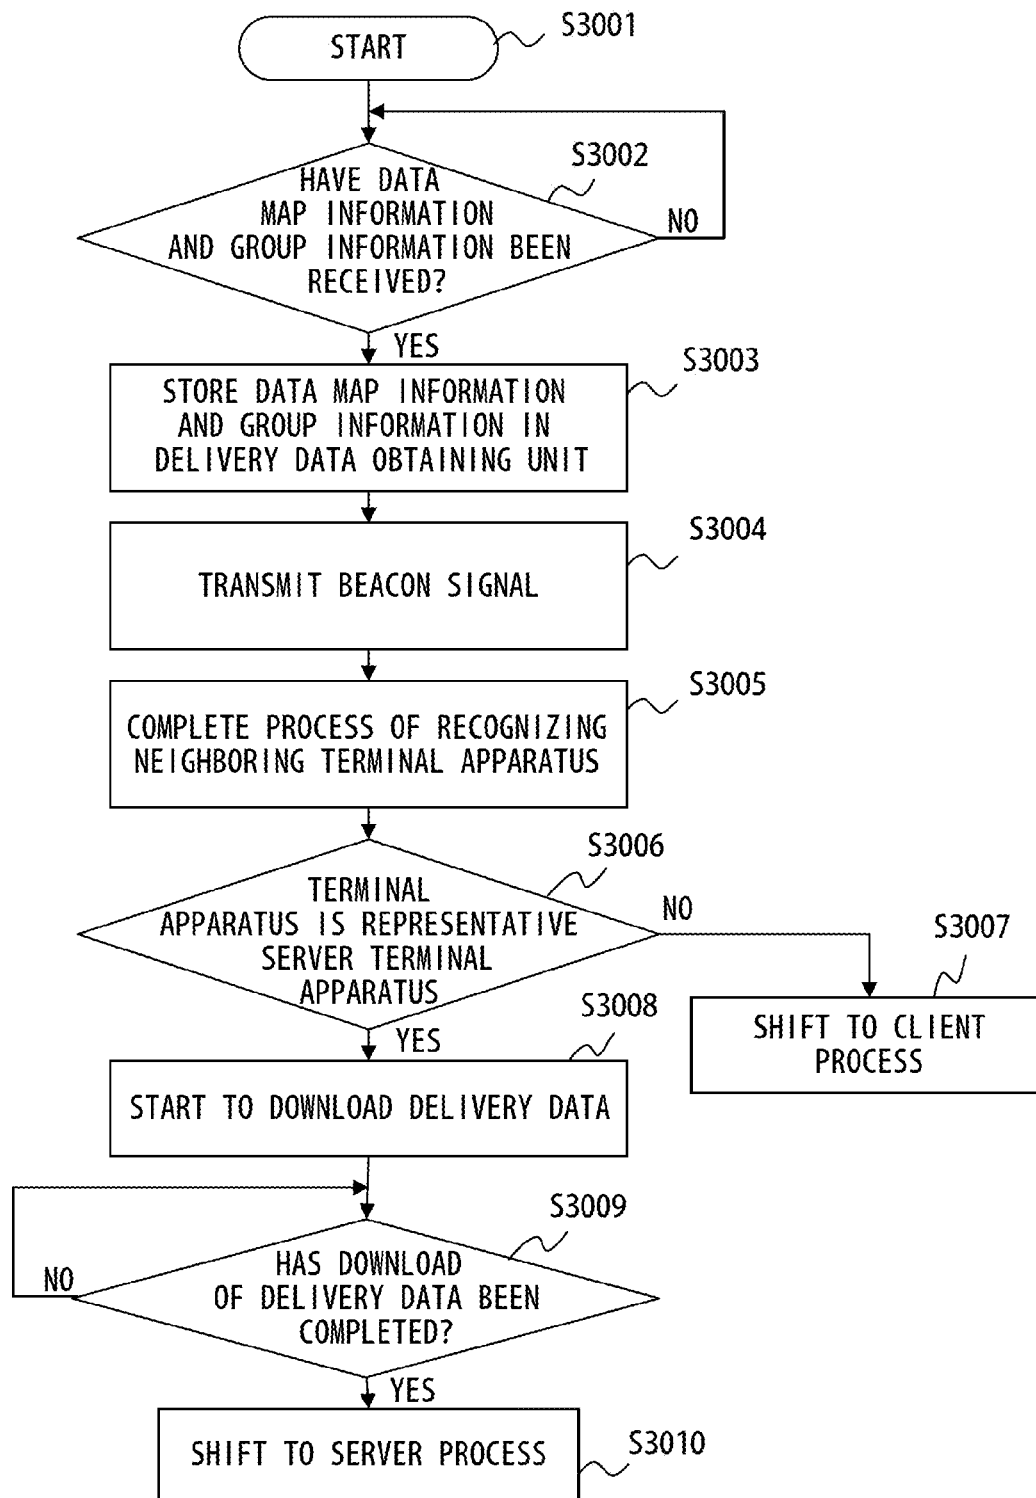 START
S3001
S3002
HAVE DATA
MAP INFORMATION
AND GROUP INFORMATION BEEN
RECEIVED?
NO
YES
S3003
STORE DATA MAP INFORMATION
AND GROUP INFORMATION IN
DELIVERY DATA OBTAINING UNIT
S3004
TRANSMIT BEACON SIGNAL
S3005
COMPLETE PROCESS OF RECOGNIZING
NEIGHBORING TERMINAL APPARATUS
S3006
TERMINAL
APPARATUS IS REPRESENTATIVE
SERVER TERMINAL
APPARATUS
NO
S3007
SHIFT TO CLIENT
PROCESS
YES
S3008
START TO DOWNLOAD DELIVERY DATA
S3009
HAS DOWNLOAD
OF DELIVERY DATA BEEN
COMPLETED?
NO
YES
SHIFT TO SERVER PROCESS
S3010